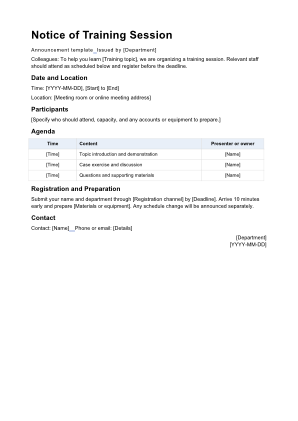 Notice of Training Session
Announcement template_Issued by [Department]
Colleagues: To help you learn [Training topic], we are organizing a training session. Relevant staff
should attend as scheduled below and register before the deadline.
Date and Location
Time: [YYYY-MM-DD], [Start] to [End]
Location: [Meeting room or online meeting address]
Participants
[Specify who should attend, capacity, and any accounts or equipment to prepare.]
Agenda
Time Content Presenter or owner
[Time] Topic introduction and demonstration [Name]
[Time] Case exercise and discussion [Name]
[Time] Questions and supporting materials [Name]
Registration and Preparation
Submit your name and department through [Registration channel] by [Deadline]. Arrive 10 minutes
early and prepare [Materials or equipment]. Any schedule change will be announced separately.
Contact
Contact: [Name]__Phone or email: [Details]
[Department]
[YYYY-MM-DD]